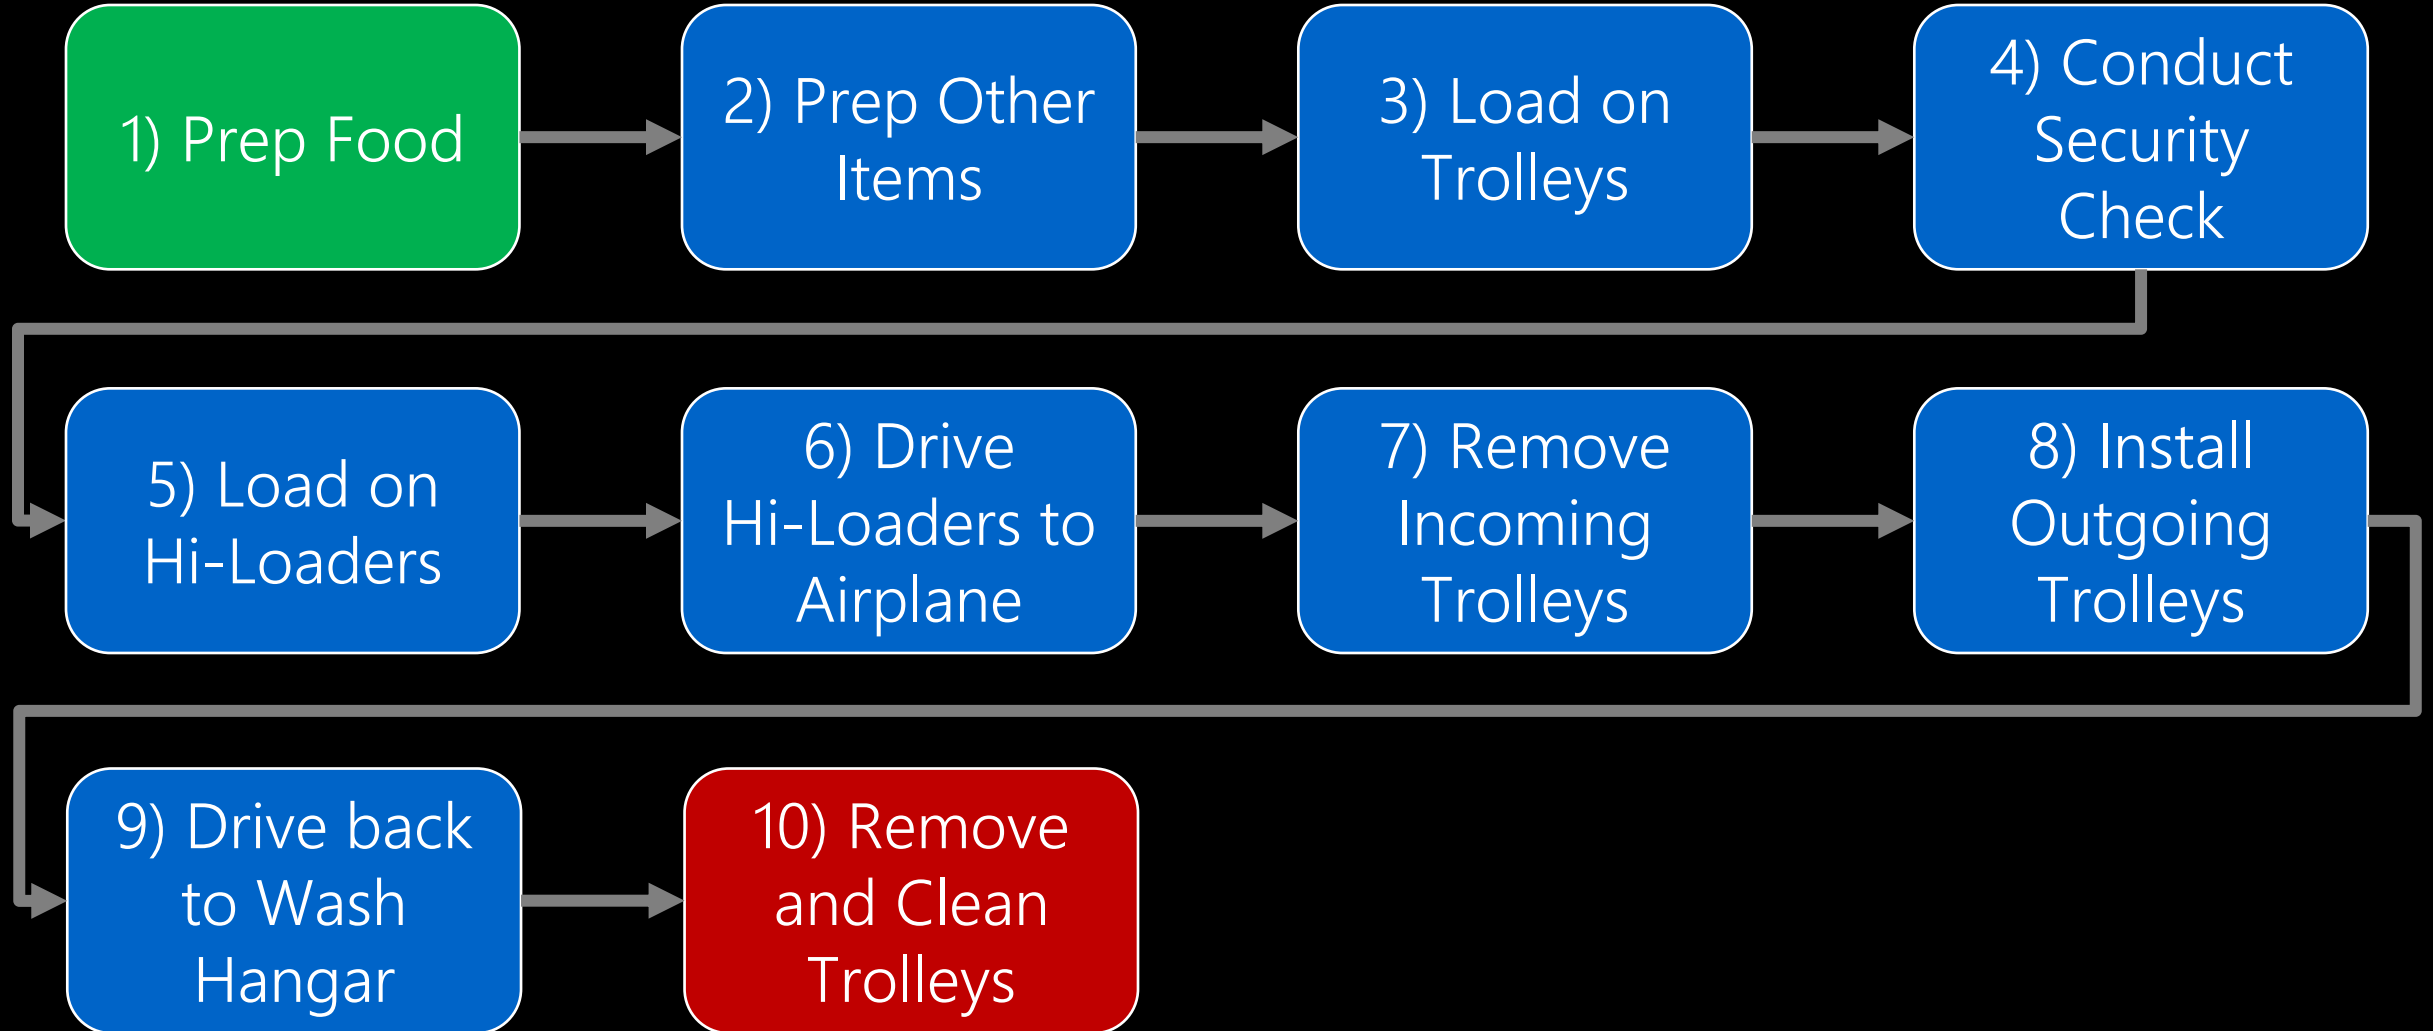 1) Prep Food
2) Prep Other
Items
3) Load on
Trolleys
4) Conduct
Security
Check
5) Load on
Hi-Loaders
6) Drive
Hi-Loaders to
Airplane
7) Remove
Incoming
Trolleys
8) Install
Outgoing
Trolleys
9) Drive back
to Wash
Hangar
10) Remove
and Clean
Trolleys